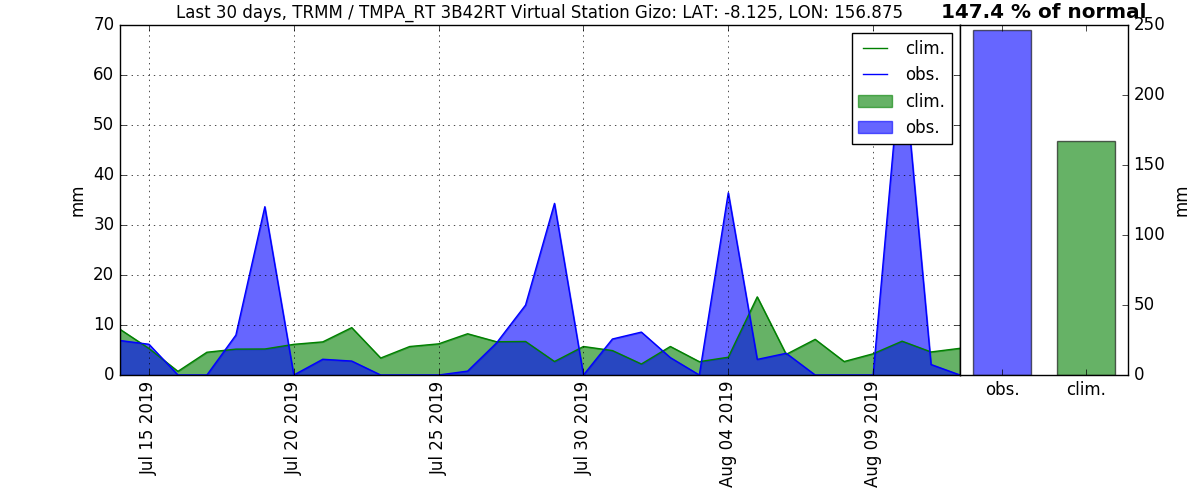 Last 30 days, TRMM / TMPA_RT 3B42RT Virtual Station Gizo: LAT: -8.125, LON: 156.875
147.4 % of normal
70
60
50
40
30
20
10
0
mm
clim.
obs.
clim.
obs.
250
200
150
100
50
0
mm
obs.
clim.
Jul 15 2019
Jul 20 2019
Jul 25 2019
Jul 30 2019
Aug 04 2019
Aug 09 2019